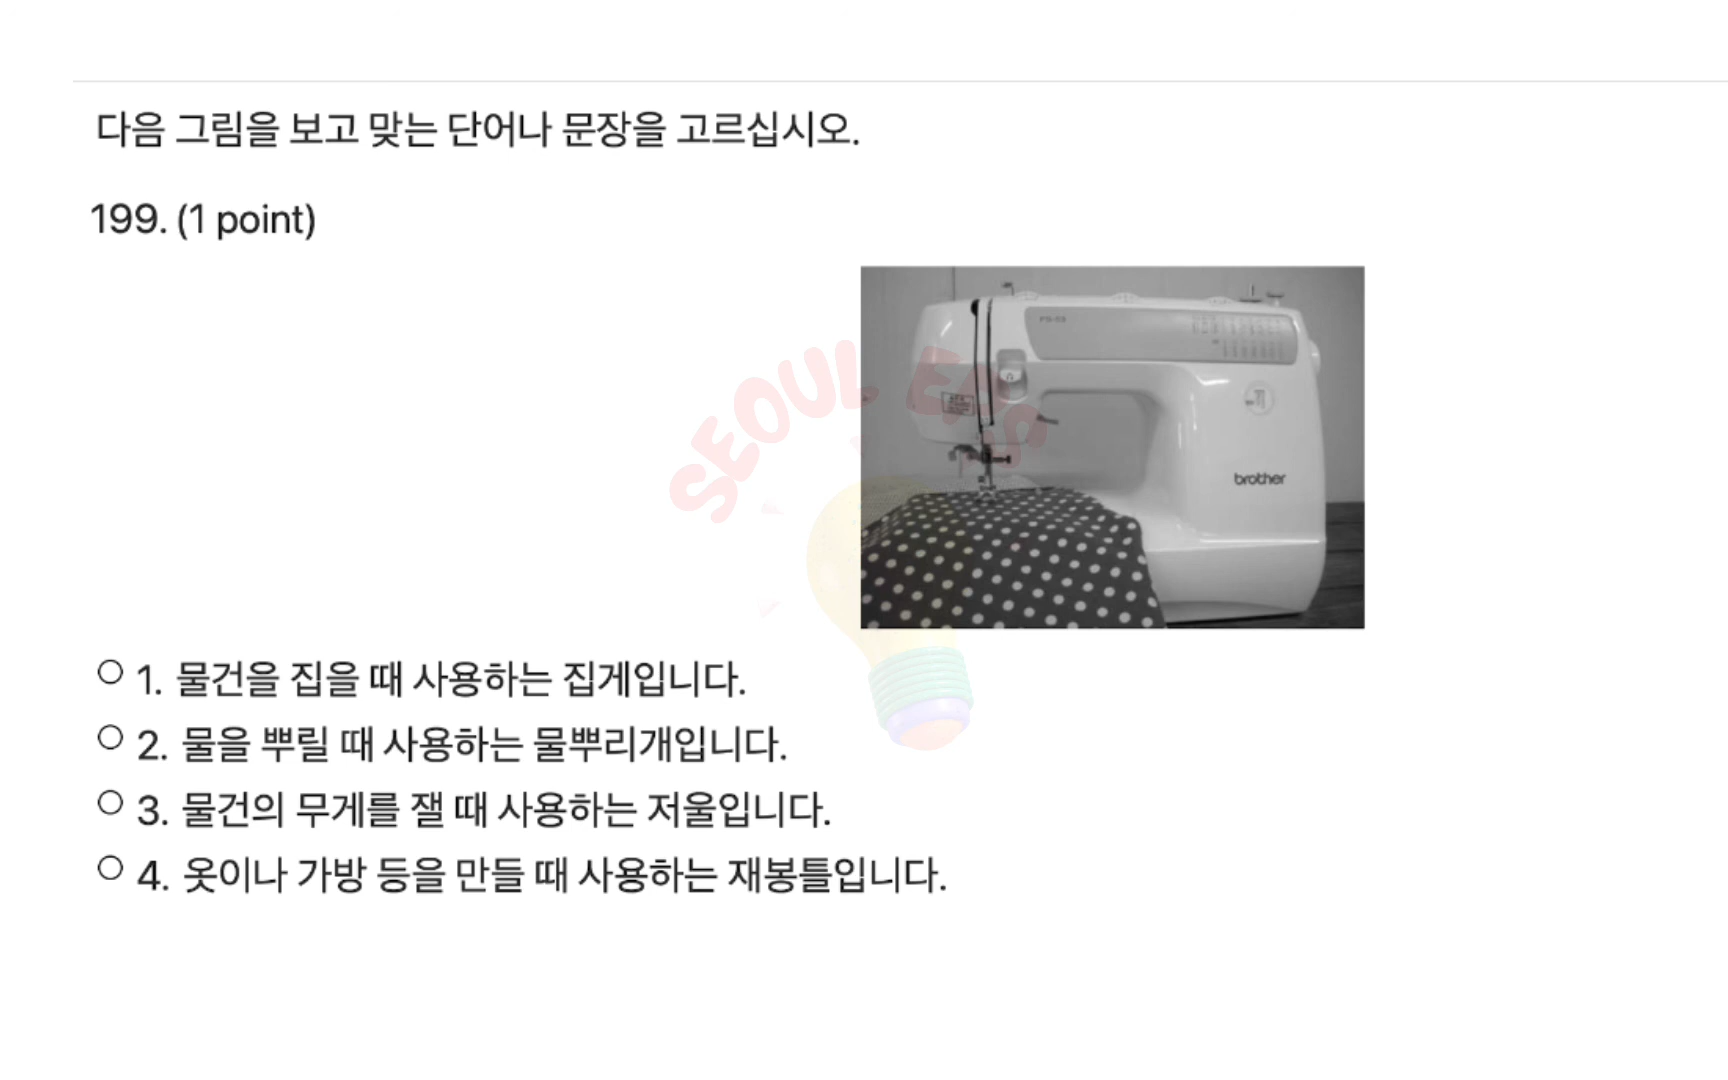 다음 그림을 보고 맞는 단어나 문장을 고르십시오.
199. (1 point)
SEOUL EPS
brother
1. 물건을 집을 때 사용하는 집게입니다.
2. 물을 뿌릴 때 사용하는 물뿌리개입니다.
3. 물건의 무게를 잴 때 사용하는 저울입니다.
4. 옷이나 가방 등을 만들 때 사용하는 재봉틀입니다.